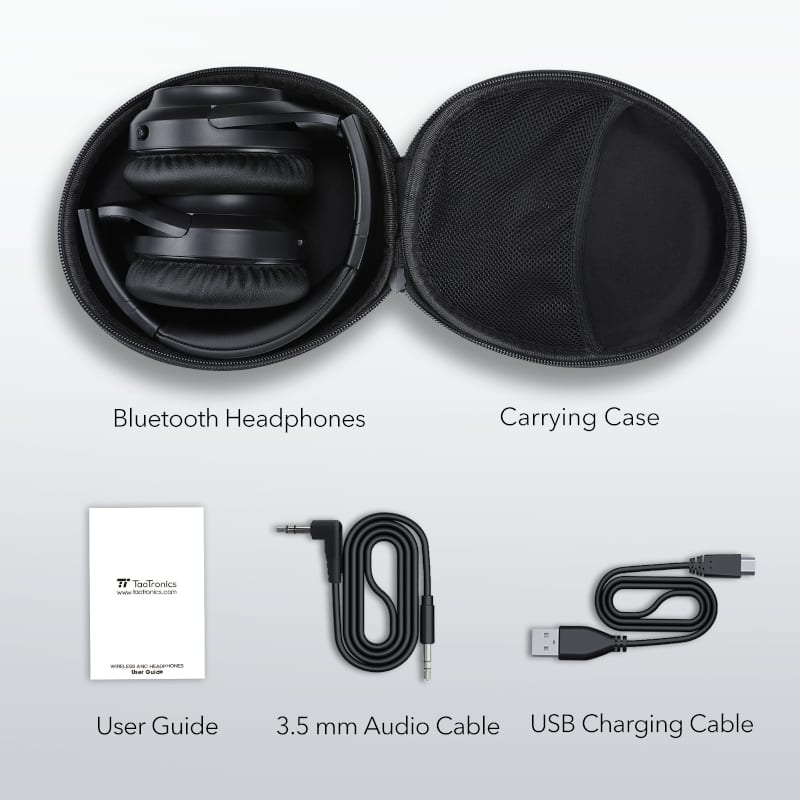 Bluetooth Headphones
Carrying Case
TaoTronics
www.taotronics.com
WIRELESS ANC HEADPHONES
User Guide
User Guide
3.5 mm Audio Cable
USB Charging Cable